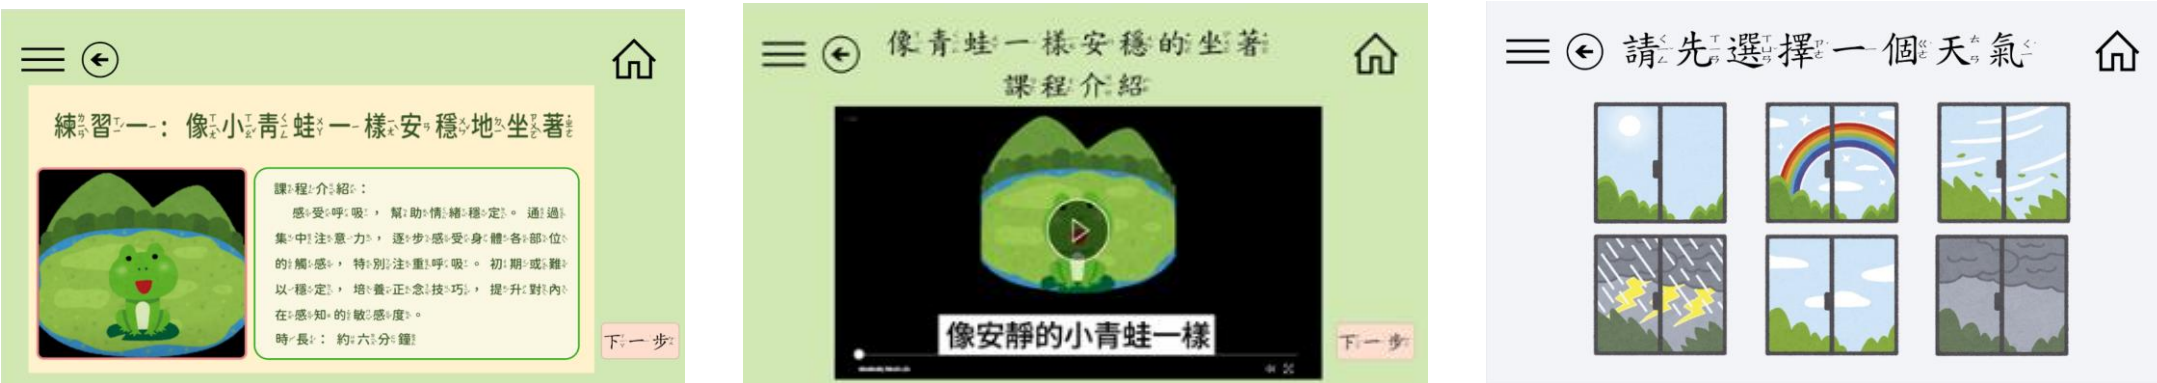 練習一：像小青蛙一樣安穩地坐著
課程介紹：
感受呼吸，幫助情緒穩定。通過
集中注意力，逐步感受身體各部位
的觸感，特別注重呼吸。初期或難
以穩定，培養正念技巧，提升對內
在感知的敏感度。
時長：約六分鐘
下一步
像青蛙一樣安穩的坐著
課程介紹
像安靜的小青蛙一樣
下一步
請先選擇一個天氣